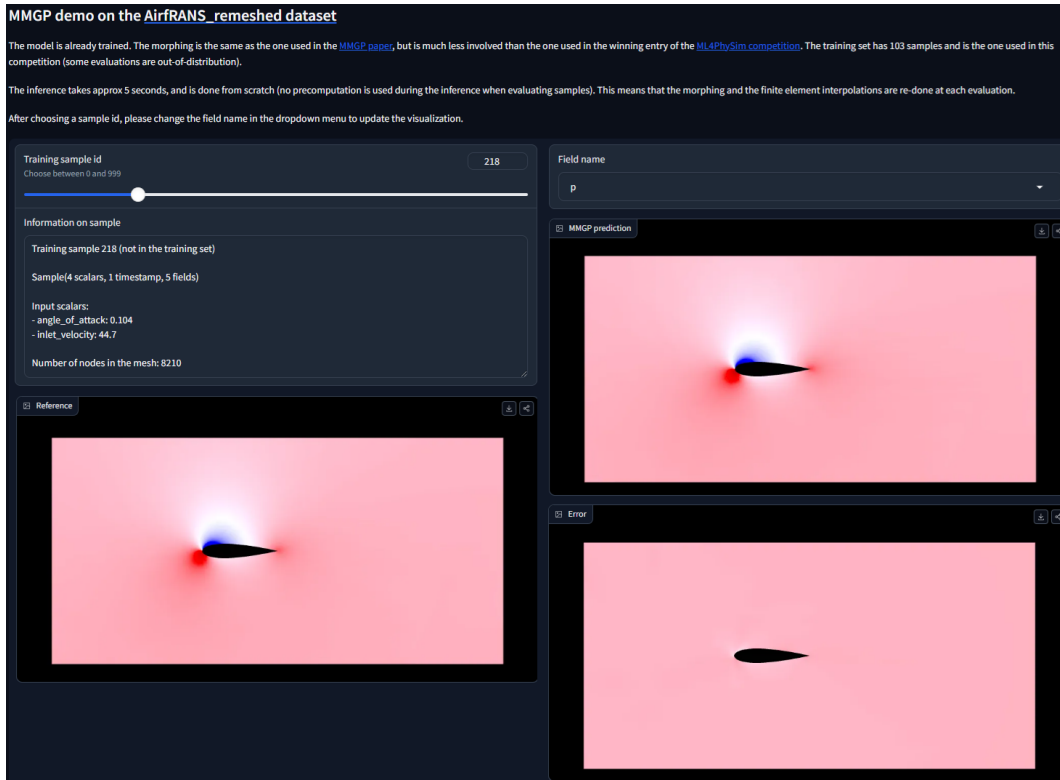 MMGP demo on the AirfRANS_remeshed dataset
The model is already trained. The morphing is the same as the one used in the MMGP paper, but is much less involved than the one used in the winning entry of the ML4PhySim competition. The training set has 103 samples and is the one used in this
competition (some evaluations are out-of-distribution).
The inference takes approx 5 seconds, and is done from scratch (no precomputation is used during the inference when evaluating samples). This means that the morphing and the finite element interpolations are re-done at each evaluation.
After choosing a sample id, please change the field name in the dropdown menu to update the visualization.
Training sample id
218
Choose between 0 and 999
Information on sample
Training sample 218 (not in the training set)
Sample(4 scalars, 1 timestamp, 5 fields)
Input scalars:
- angle_of_attack: 0.104
- inlet_velocity: 44.7
Number of nodes in the mesh: 8210
Reference
Field name
p
MMGP prediction
Error